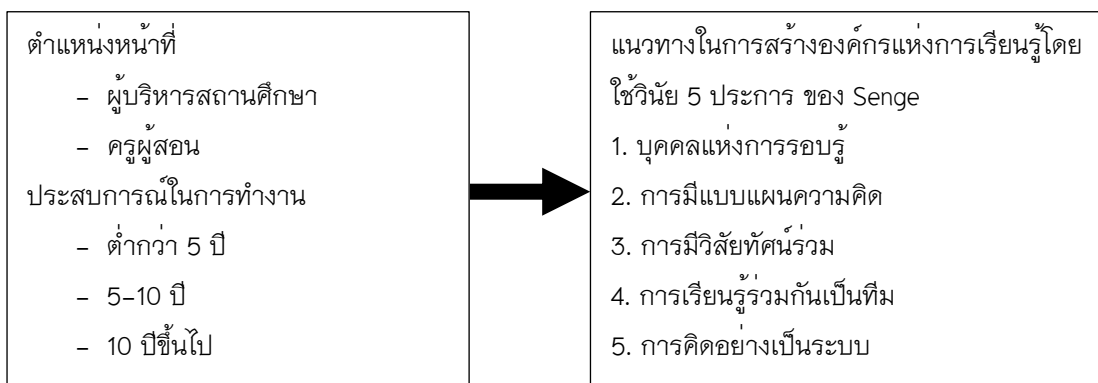 ตำแหน่งหน้าที่
– ผู้บริหารสถานศึกษา
– ครูผู้สอน
ประสบการณ์ในการทำงาน
– ต่ำกว่า 5 ปี
– 5–10 ปี
– 10 ปีขึ้นไป
แนวทางในการสร้างองค์กรแห่งการเรียนรู้โดย
ใช้วินัย 5 ประการ ของ Senge
1. บุคคลแห่งการรอบรู้
2. การมีแบบแผนความคิด
3. การมีวิสัยทัศน์ร่วม
4. การเรียนรู้ร่วมกันเป็นทีม
5. การคิดอย่างเป็นระบบ